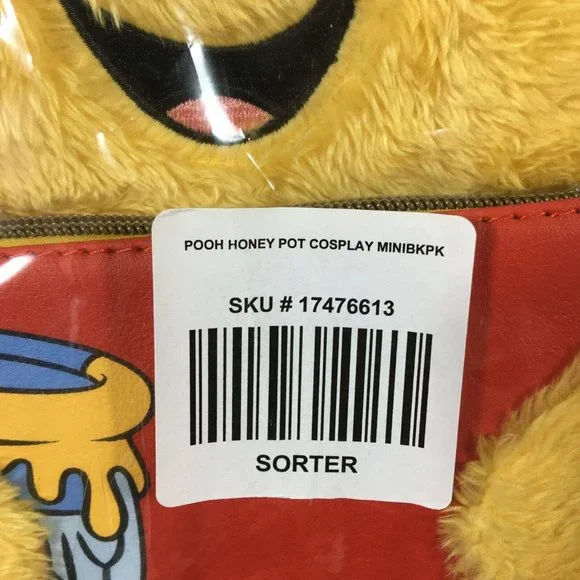 POOH HONEY POT COSPLAY MINIBKPK
SKU # 17476613
SORTER